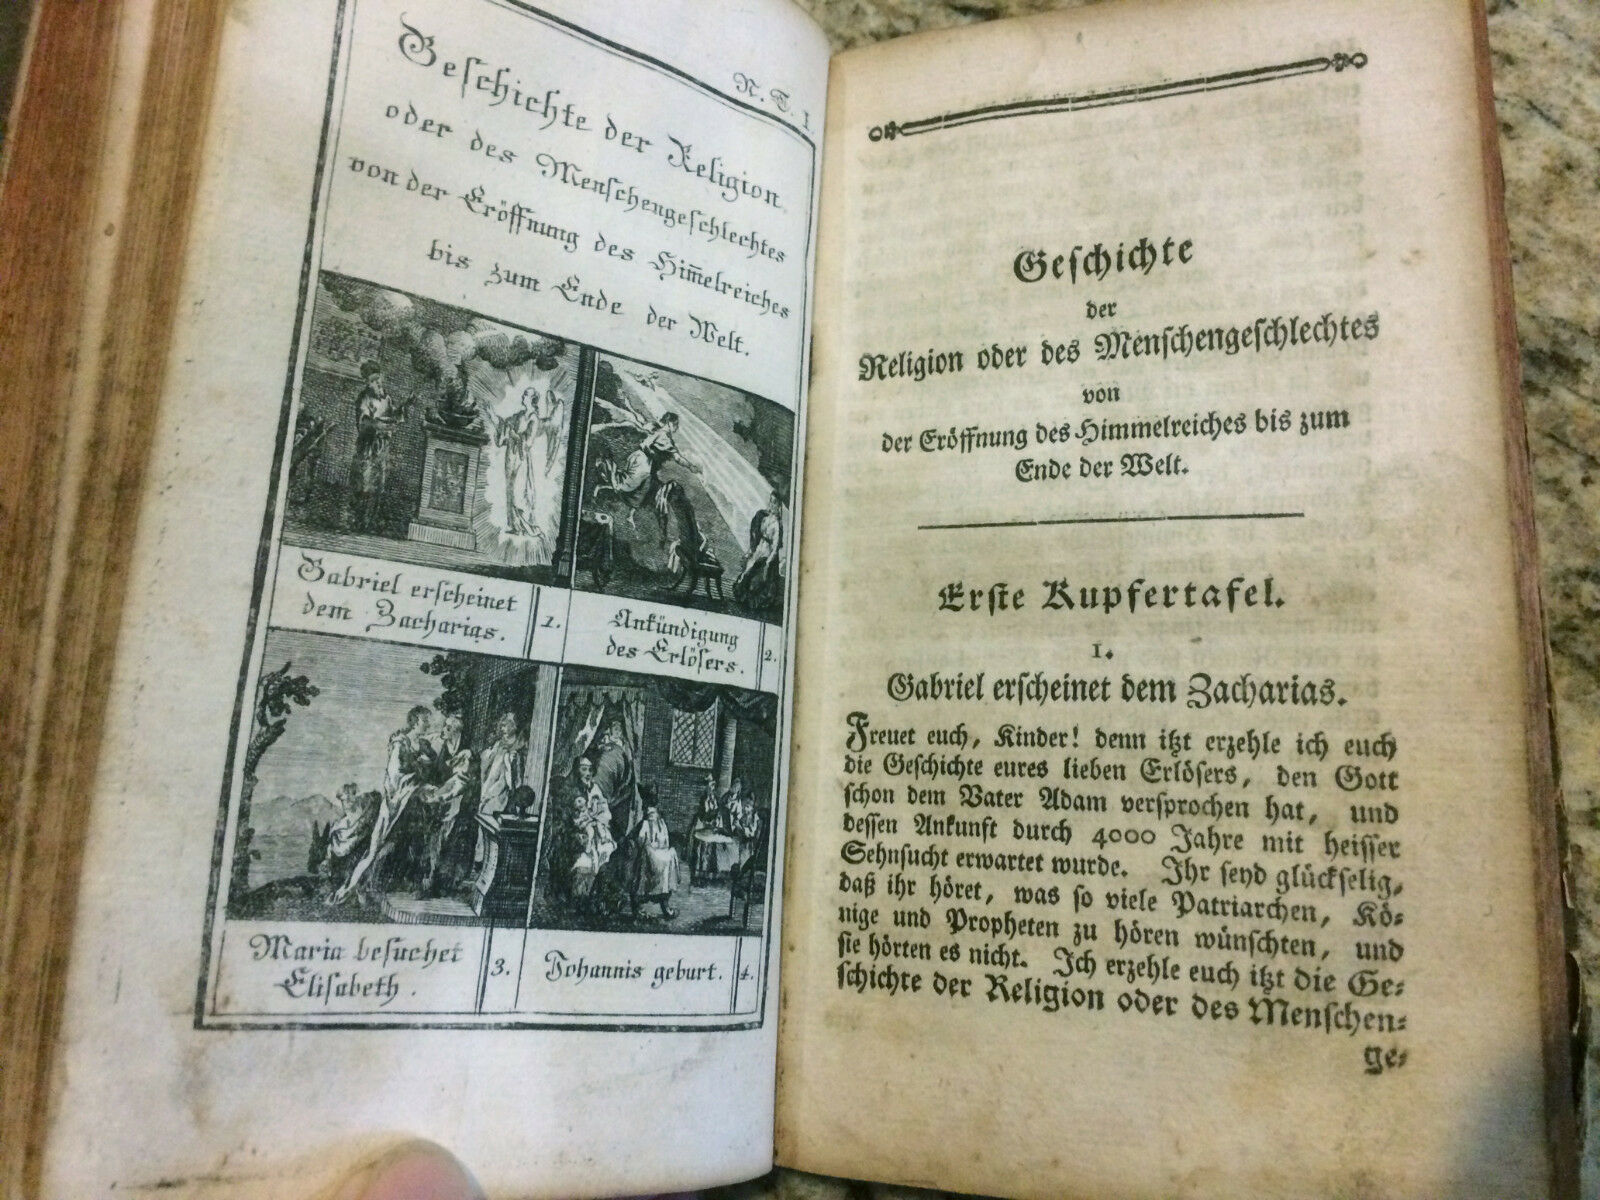 N. T. 1.
Geschichte der Religion
oder des Menschengeschlechtes
von der Eröffnung des Him̄elreiches
bis zum Ende der Welt.
Gabriel erscheinet
dem Zacharias.
1.
Ankündigung
des Erlösers.
2.
Maria besuchet
Elisabeth.
3.
Johannis geburt.
4.
Geschichte
der
Religion oder des Menschengeschlechtes
von
der Eröffnung des Himmelreiches bis zum
Ende der Welt.
Erste Kupfertafel.
I.
Gabriel erscheinet dem Zacharias.
Freuet euch, Kinder! denn itzt erzehle ich euch
die Geschichte eures lieben Erlösers, den Gott
schon dem Vater Adam versprochen hat, und
dessen Ankunft durch 4000 Jahre mit heisser
Sehnsucht erwartet wurde. Ihr seyd glückselig,
daß ihr höret, was so viele Patriarchen, Kö-
nige und Propheten zu hören wünschten, und
sie hörten es nicht. Ich erzehle euch itzt die Ge-
schichte der Religion oder des Menschen-
ge-